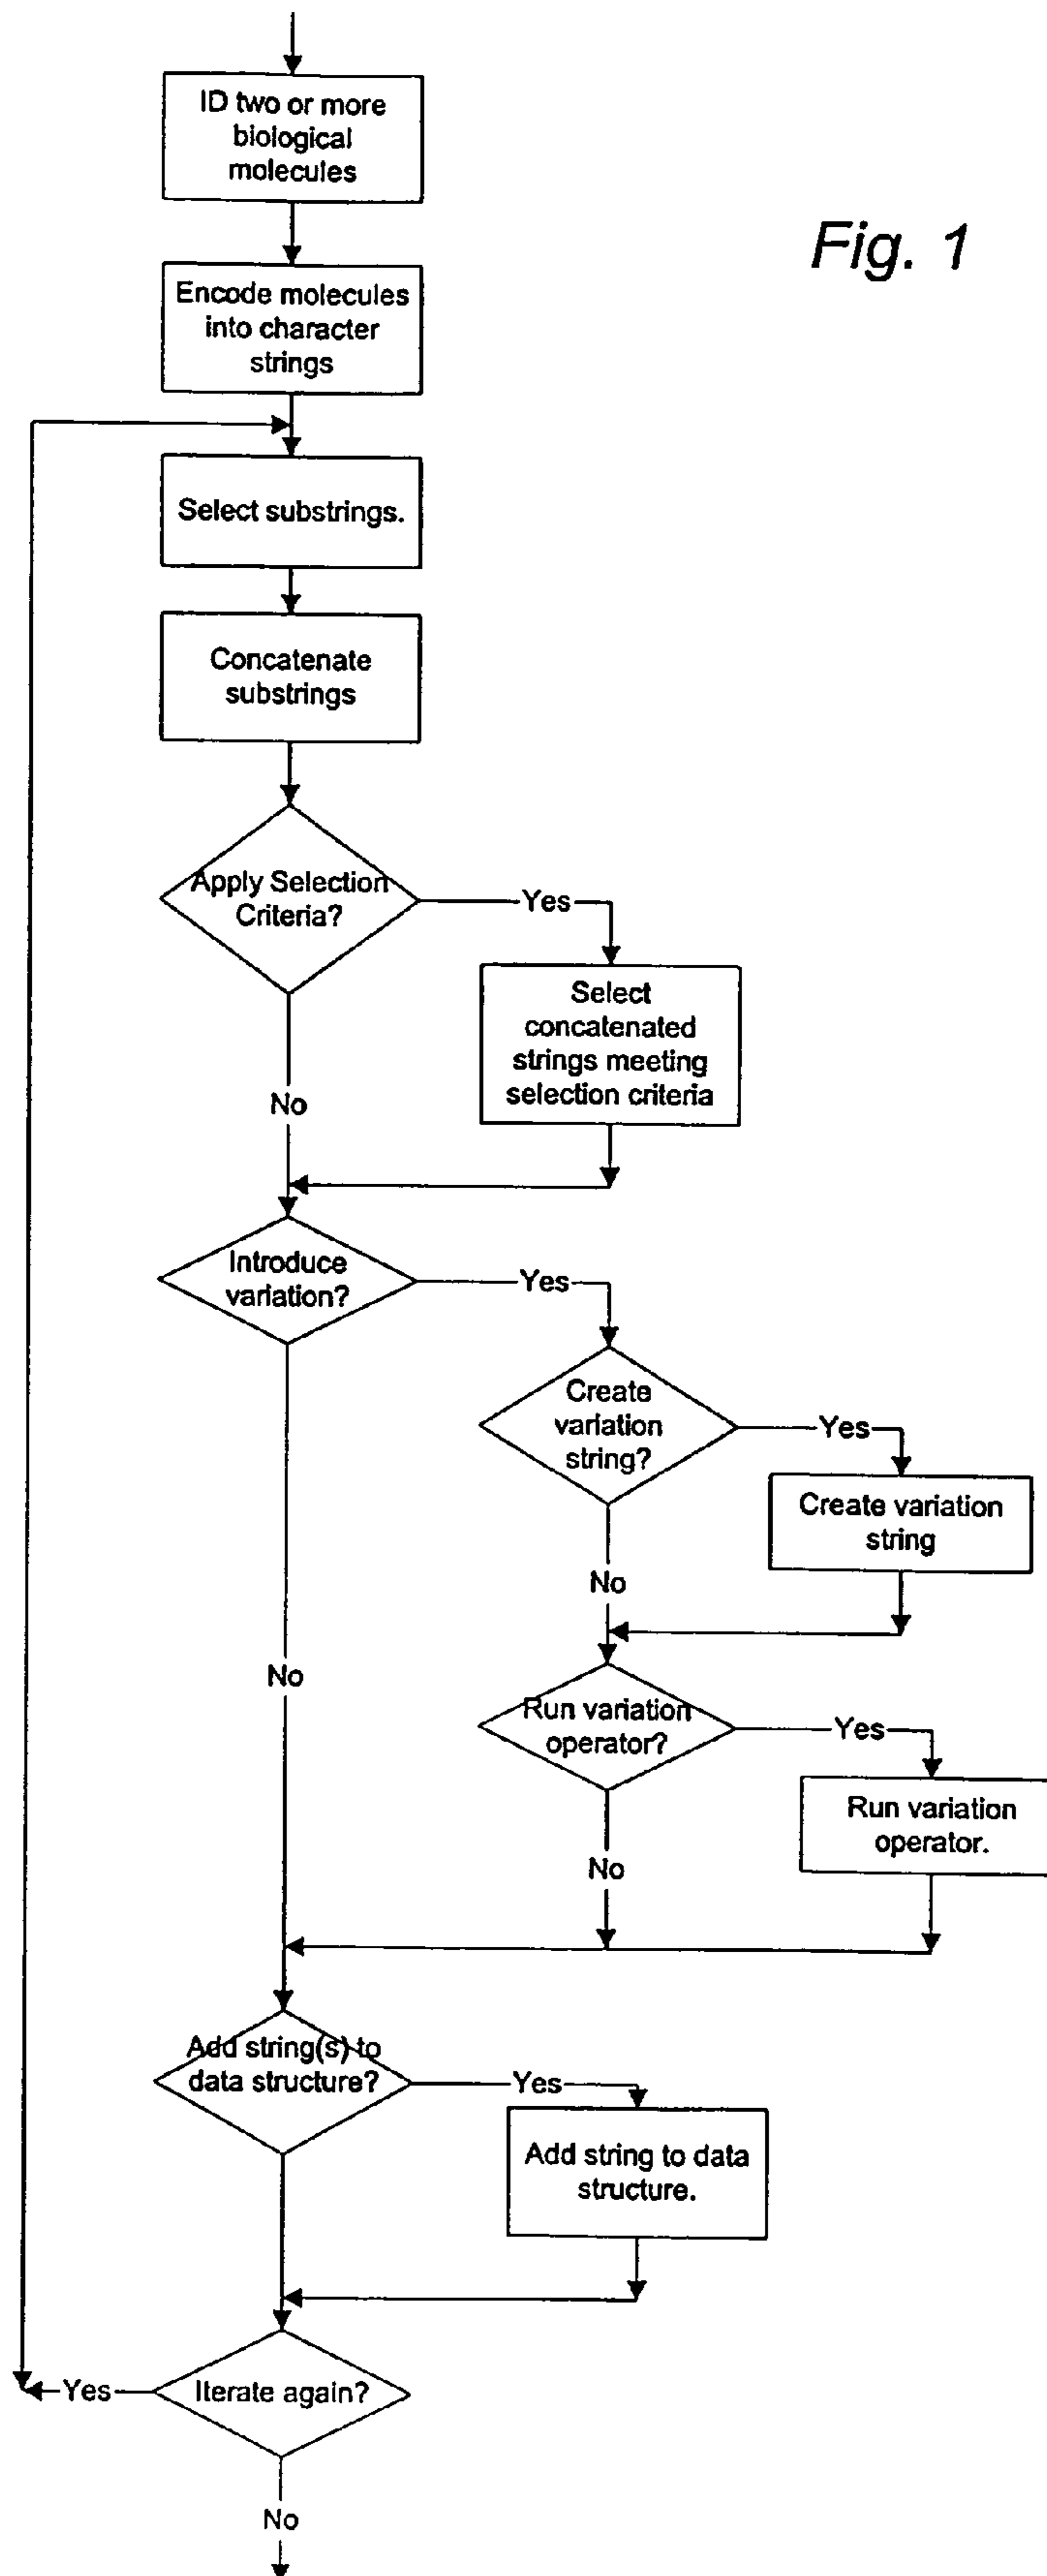 ID two or more
biological
molecules
Fig. 1
Encode molecules
into character
strings
Select substrings.
Concatenate
substrings
Apply Selection
Criteria?
Yes
Select
concatenated
strings meeting
selection criteria
No
Introduce
variation?
Yes
Create
variation
string?
Yes
Create variation
string
No
No
Run variation
operator?
Yes
Run variation
operator.
No
Add string(s) to
data structure?
Yes
Add string to data
structure.
Iterate again?
Yes
No